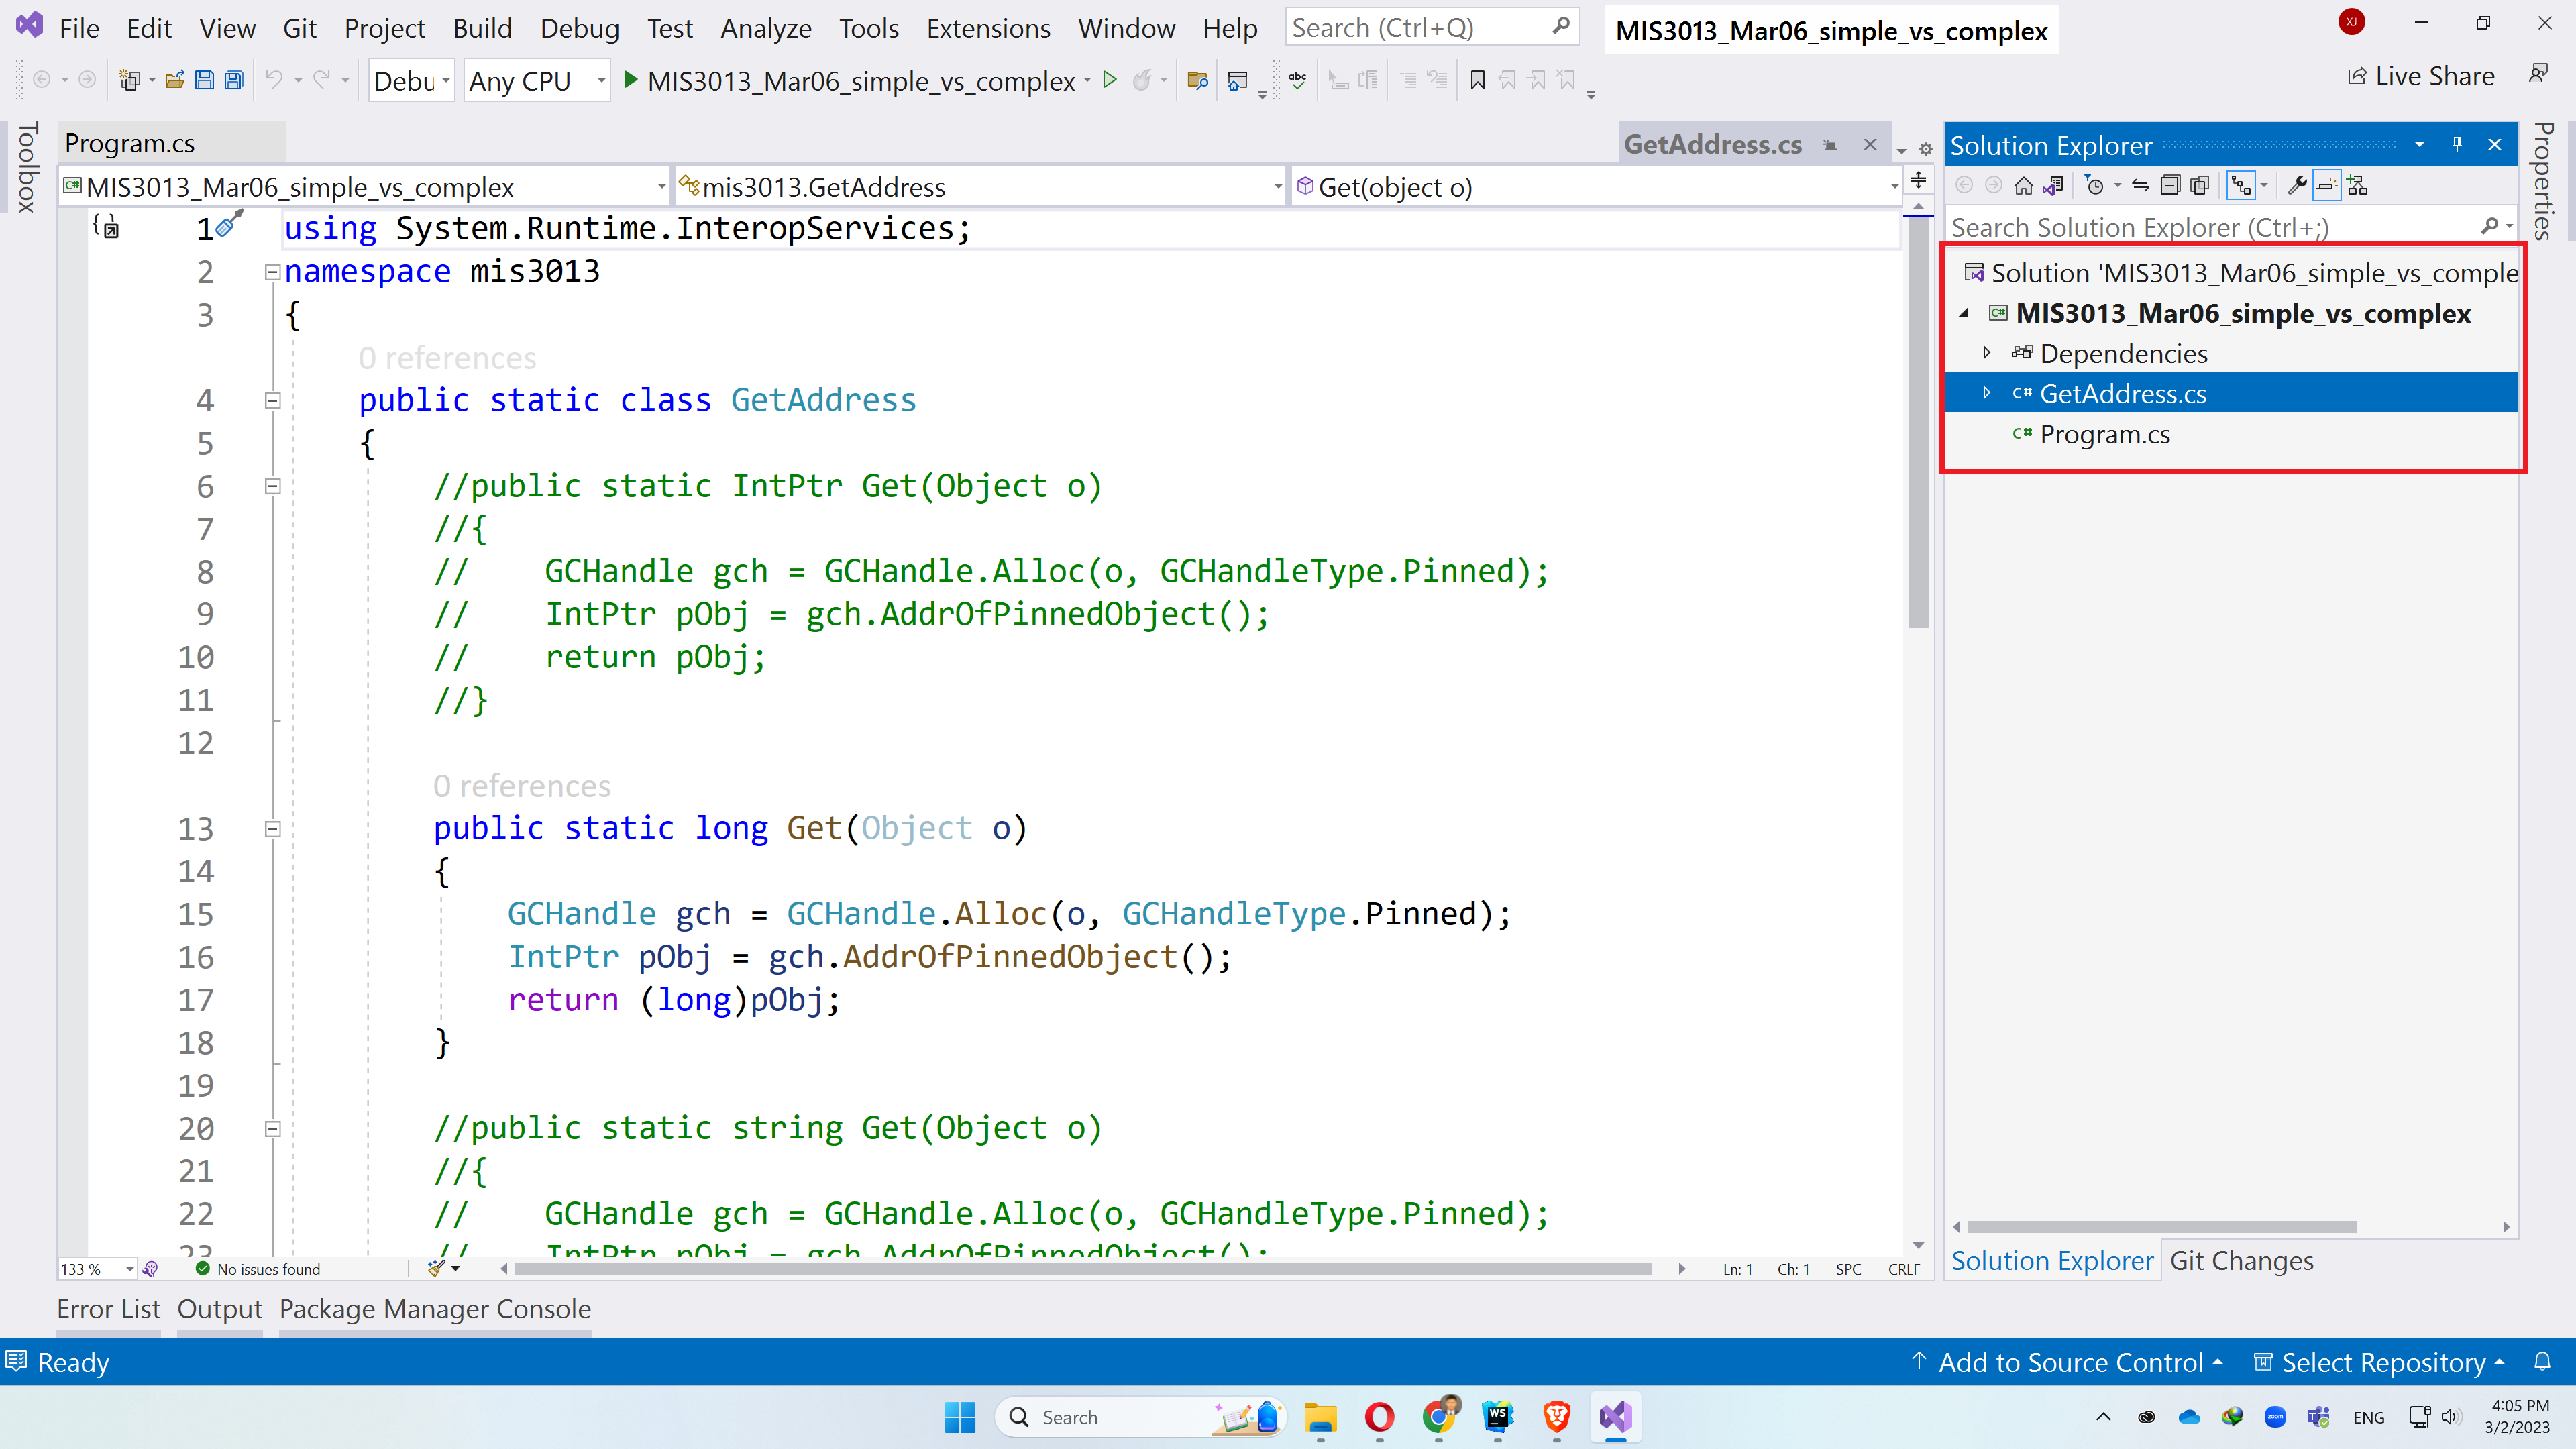 File Edit View Git Project Build Debug Test Analyze Tools Extensions Window Help Search (Ctrl+Q) MIS3013_Mar06_simple_vs_complex XJ
Debu Any CPU MIS3013_Mar06_simple_vs_complex abc Live Share
Toolbox
Program.cs GetAddress.cs
MIS3013_Mar06_simple_vs_complex mis3013.GetAddress Get(object o)
1 using System.Runtime.InteropServices;
2 namespace mis3013
3 {
0 references
4 public static class GetAddress
5 {
6 //public static IntPtr Get(Object o)
7 //{
8 // GCHandle gch = GCHandle.Alloc(o, GCHandleType.Pinned);
9 // IntPtr pObj = gch.AddrOfPinnedObject();
10 // return pObj;
11 //}
12
0 references
13 public static long Get(Object o)
14 {
15 GCHandle gch = GCHandle.Alloc(o, GCHandleType.Pinned);
16 IntPtr pObj = gch.AddrOfPinnedObject();
17 return (long)pObj;
18 }
19
20 //public static string Get(Object o)
21 //{
22 // GCHandle gch = GCHandle.Alloc(o, GCHandleType.Pinned);
23 // IntPtr pObj = gch.AddrOfPinnedObject();
133 % No issues found Ln: 1 Ch: 1 SPC CRLF
Solution Explorer
Search Solution Explorer (Ctrl+;)
Solution 'MIS3013_Mar06_simple_vs_comple
C# MIS3013_Mar06_simple_vs_complex
Dependencies
C# GetAddress.cs
C# Program.cs
Solution Explorer Git Changes
Properties
Error List Output Package Manager Console
Ready Add to Source Control Select Repository
Search WS zoom ENG 4:05 PM
3/2/2023